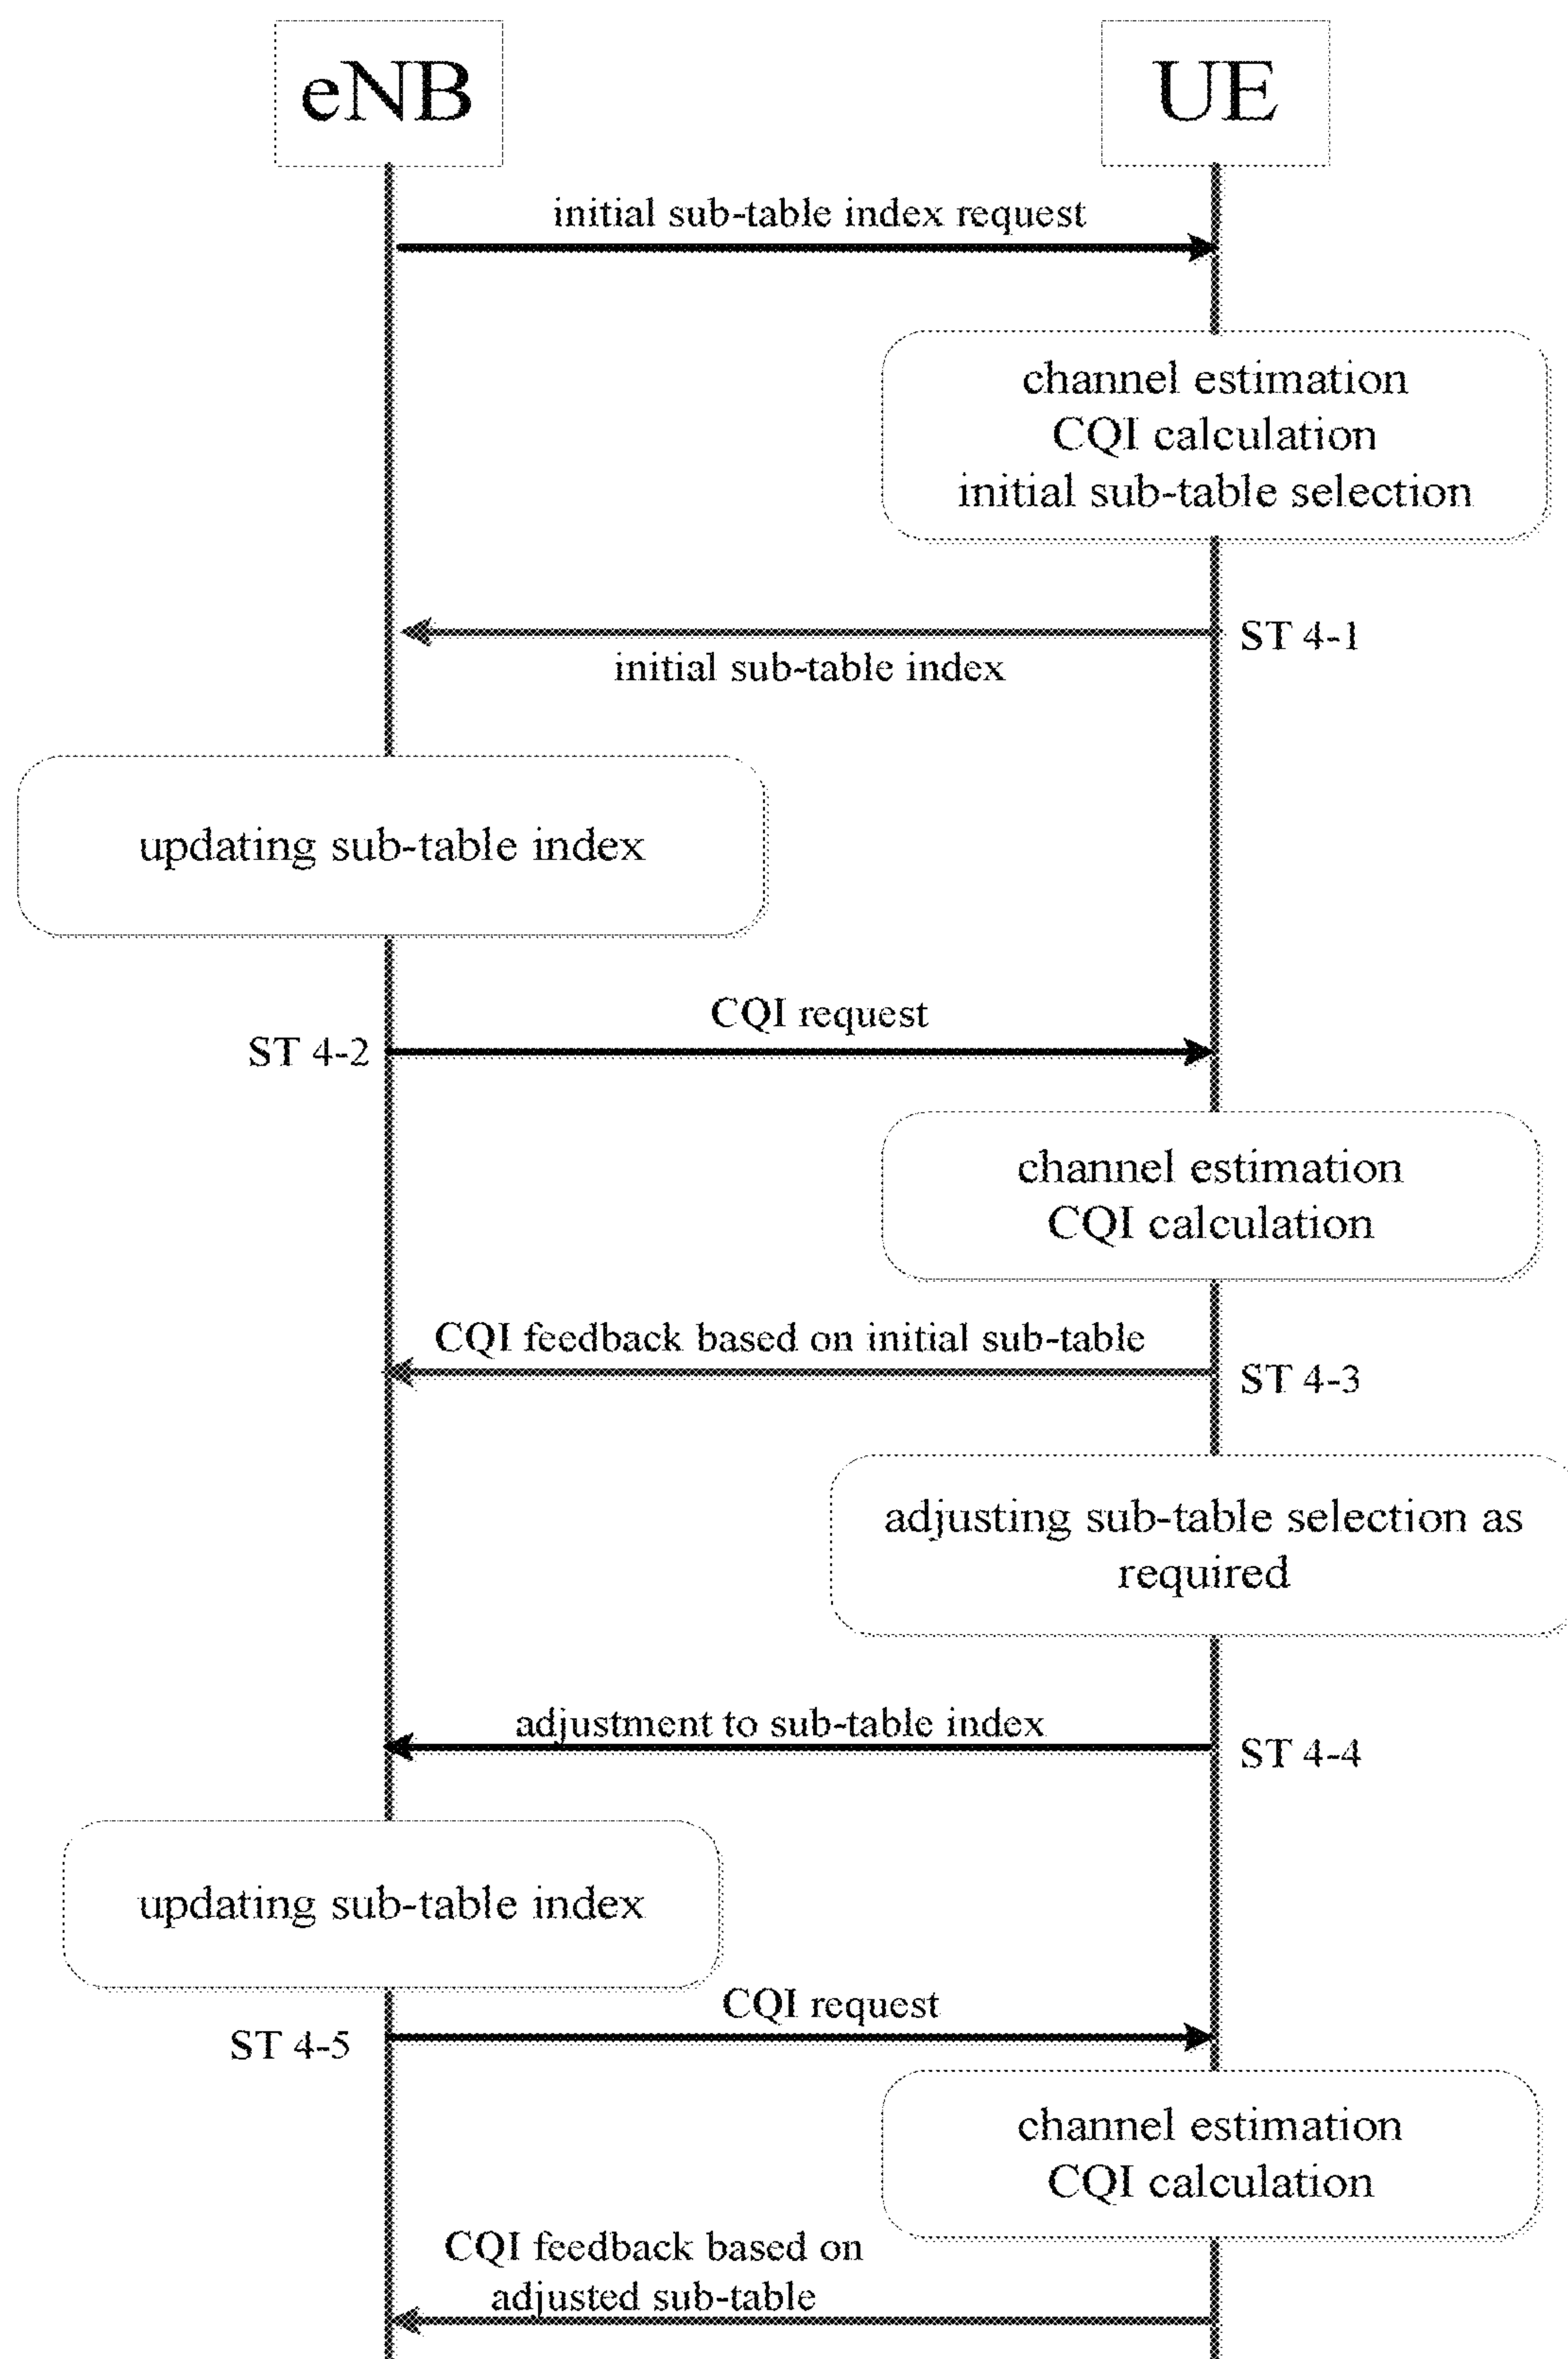 eNB
UE
initial sub-table index request
channel estimation
CQI calculation
initial sub-table selection
ST 4-1
initial sub-table index
updating sub-table index
CQI request
ST 4-2
channel estimation
CQI calculation
CQI feedback based on initial sub-table
ST 4-3
adjusting sub-table selection as
required
adjustment to sub-table index
ST 4-4
updating sub-table index
CQI request
ST 4-5
channel estimation
CQI calculation
CQI feedback based on
adjusted sub-table